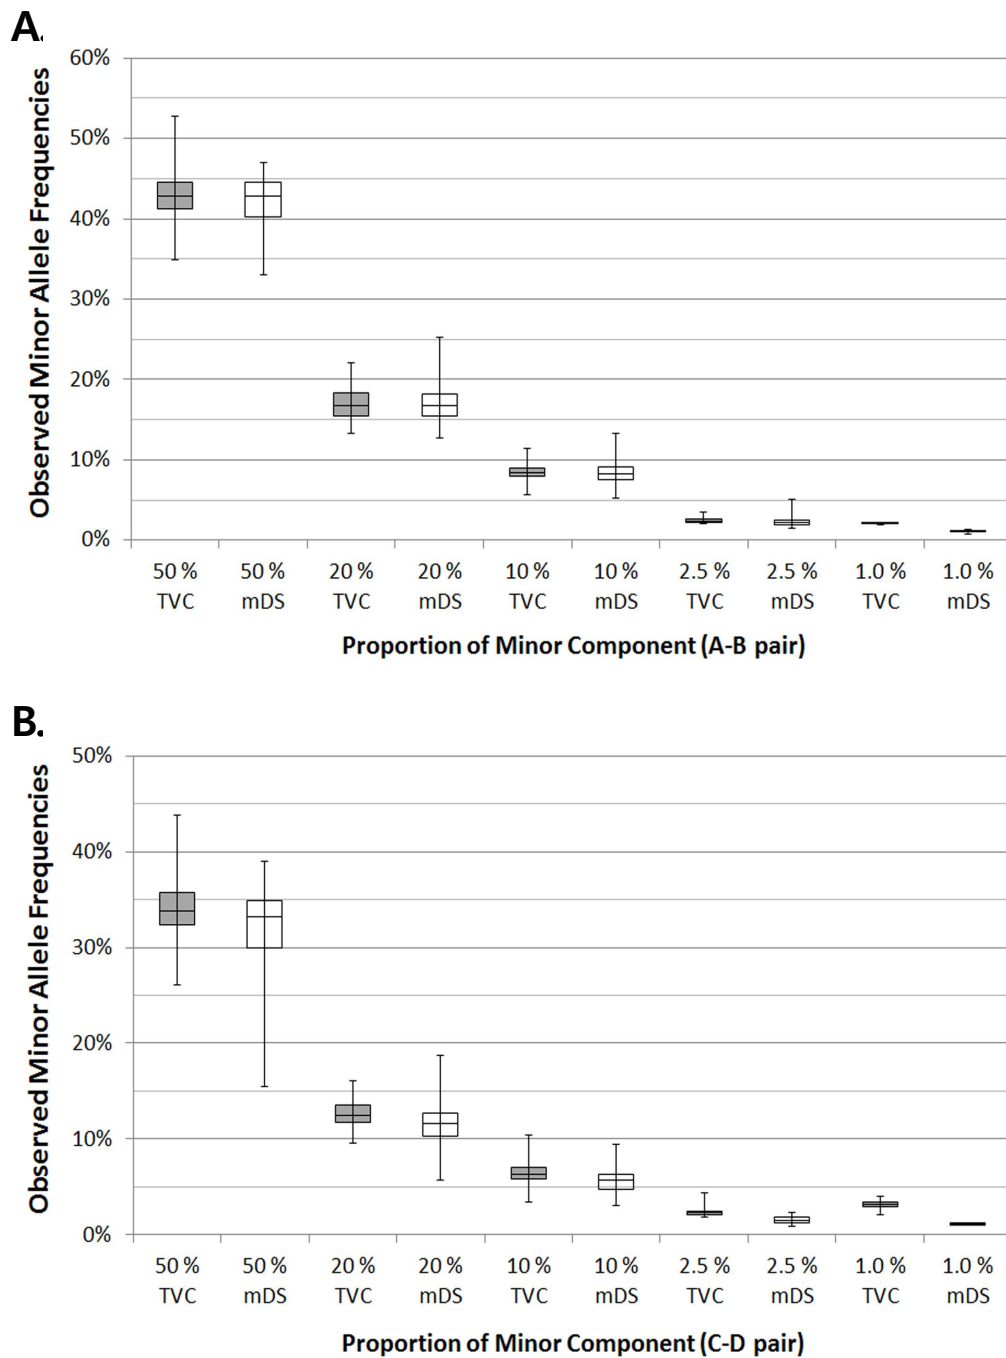 A.
Observed Minor Allele Frequencies
60%
50%
40%
30%
20%
10%
0%
50 % 50 % 20 % 20 % 10 % 10 % 2.5 % 2.5 % 1.0 % 1.0 %
TVC mDS TVC mDS TVC mDS TVC mDS TVC mDS
Proportion of Minor Component (A-B pair)
B.
Observed Minor Allele Frequencies
50%
40%
30%
20%
10%
0%
50 % 50 % 20 % 20 % 10 % 10 % 2.5 % 2.5 % 1.0 % 1.0 %
TVC mDS TVC mDS TVC mDS TVC mDS TVC mDS
Proportion of Minor Component (C-D pair)